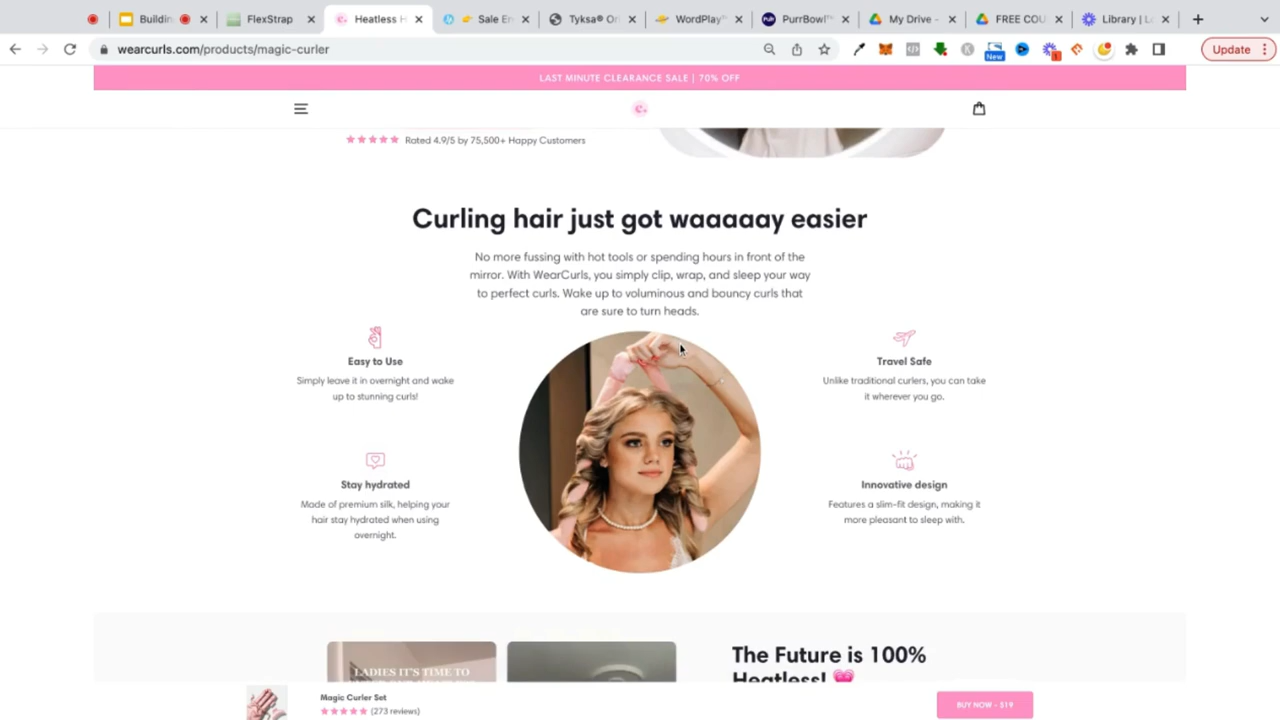 Buildin
FlexStrap
Heatless H
Sale En
Tyksa® Ori
WordPlay™
PurrBowl™
My Drive -
FREE COU
Library | Lo
wearcurls.com/products/magic-curler
New
1
Update
LAST MINUTE CLEARANCE SALE | 70% OFF
Rated 4.9/5 by 75,500+ Happy Customers
Curling hair just got waaaaay easier
No more fussing with hot tools or spending hours in front of the
mirror. With WearCurls, you simply clip, wrap, and sleep your way
to perfect curls. Wake up to voluminous and bouncy curls that
are sure to turn heads.
Easy to Use
Simply leave it in overnight and wake
up to stunning curls!
Travel Safe
Unlike traditional curlers, you can take
it wherever you go.
Stay hydrated
Made of premium silk, helping your
hair stay hydrated when using
overnight.
Innovative design
Features a slim-fit design, making it
more pleasant to sleep with.
LADIES IT'S TIME TO
The Future is 100%
Heatless!
Magic Curler Set
(273 reviews)
BUY NOW - $19